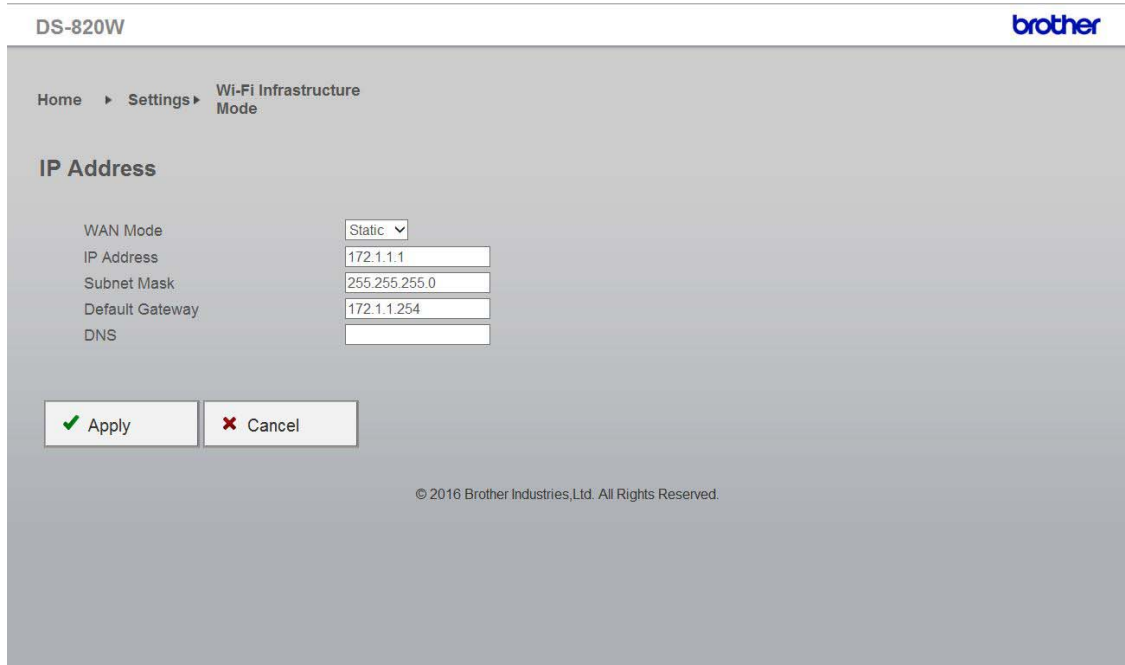 DS-820W
brother
Home Settings Wi-Fi Infrastructure
Mode
IP Address
WAN Mode Static
IP Address 172.1.1.1
Subnet Mask 255.255.255.0
Default Gateway 172.1.1.254
DNS
Apply Cancel
© 2016 Brother Industries,Ltd. All Rights Reserved.